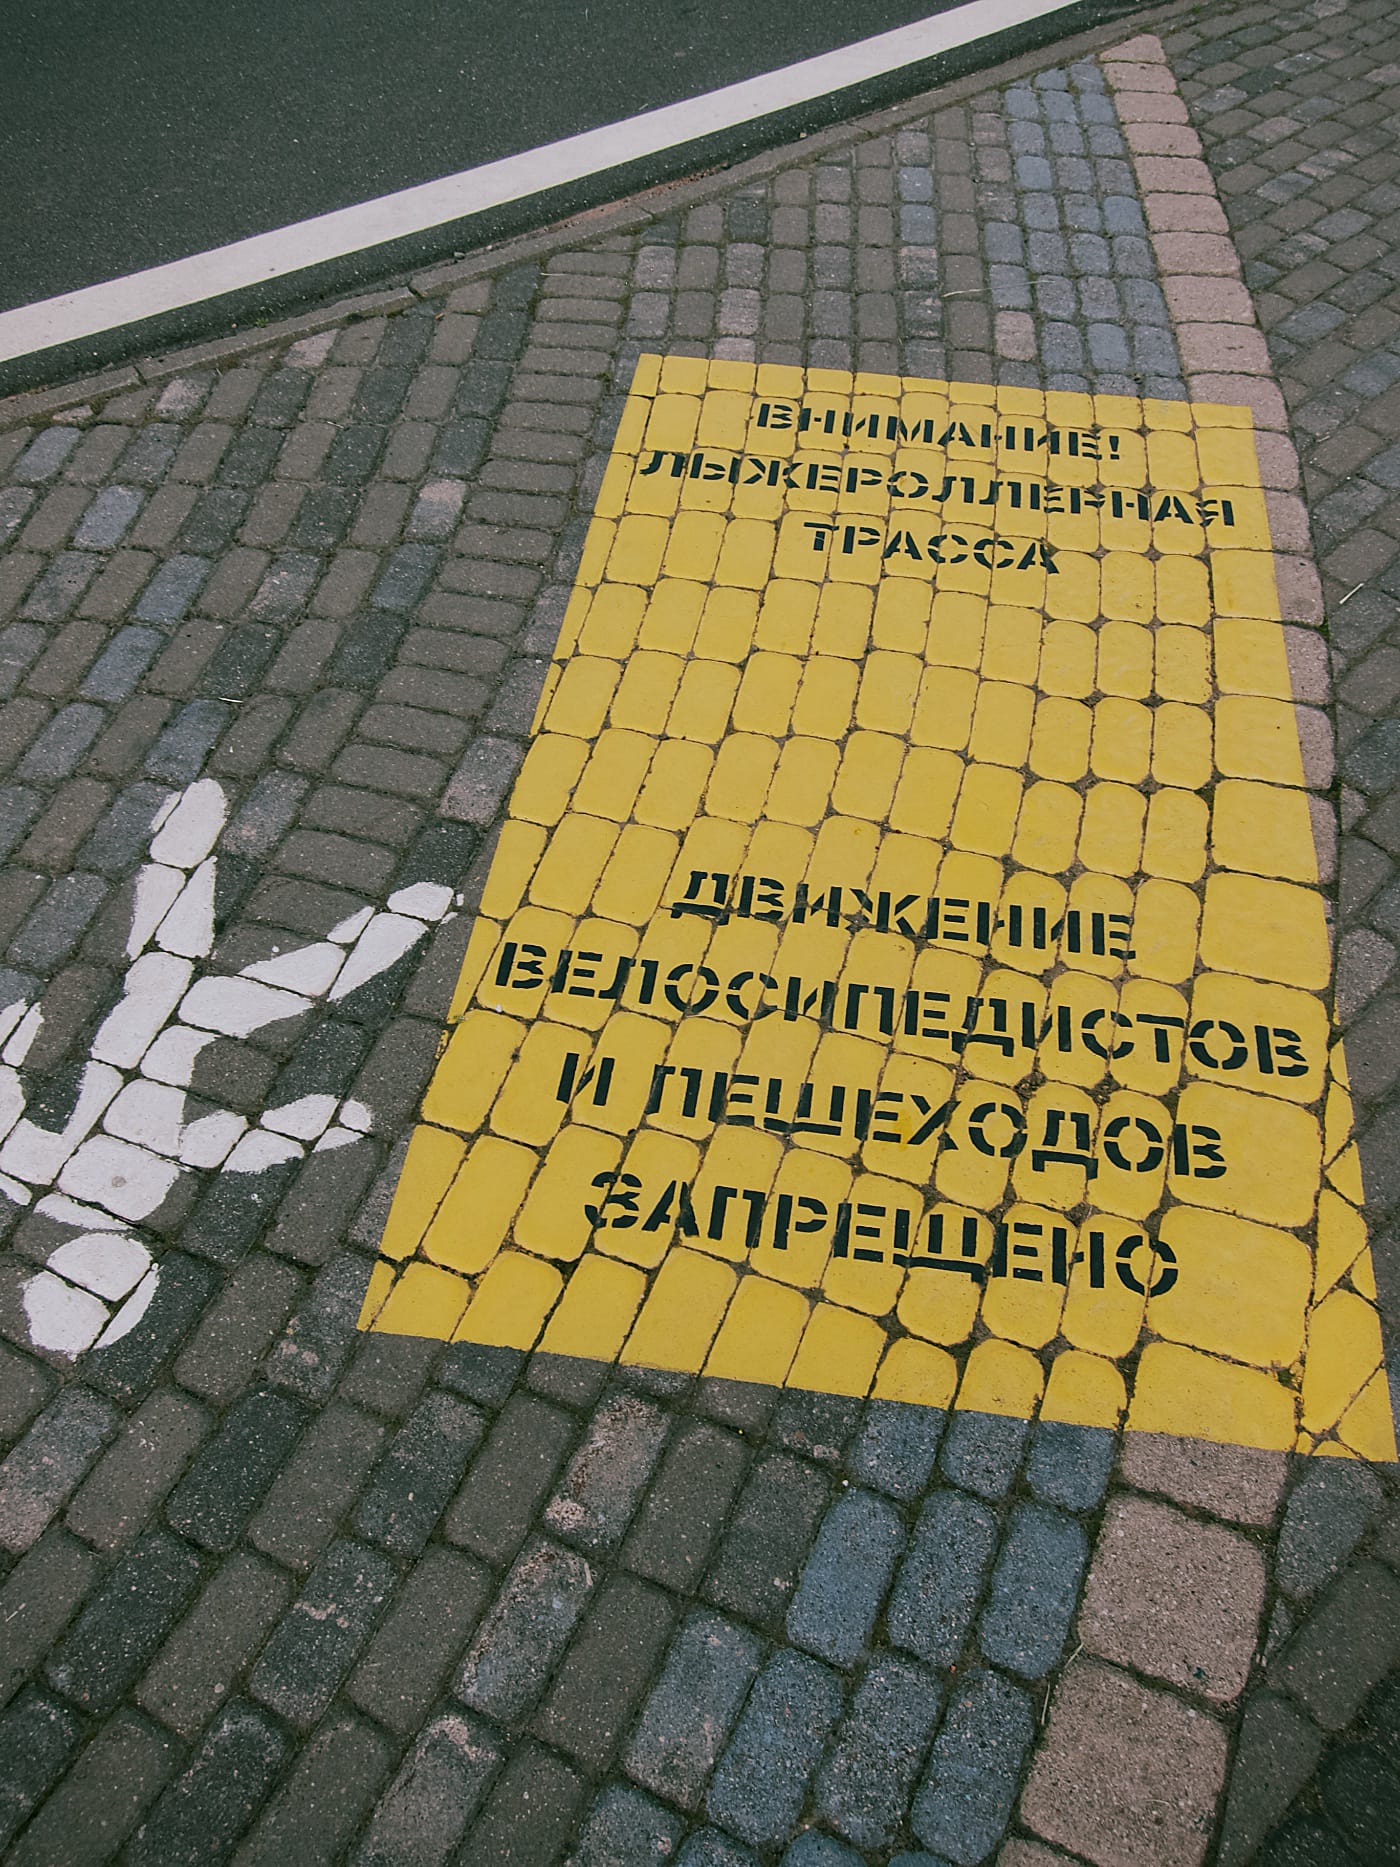 ВНИМАНИЕ!
ЛЫЖЕРОЛЛЕРНАЯ
ТРАССА
ДВИЖЕНИЕ
ВЕЛОСИПЕДИСТОВ
И ПЕШЕХОДОВ
ЗАПРЕЩЕНО